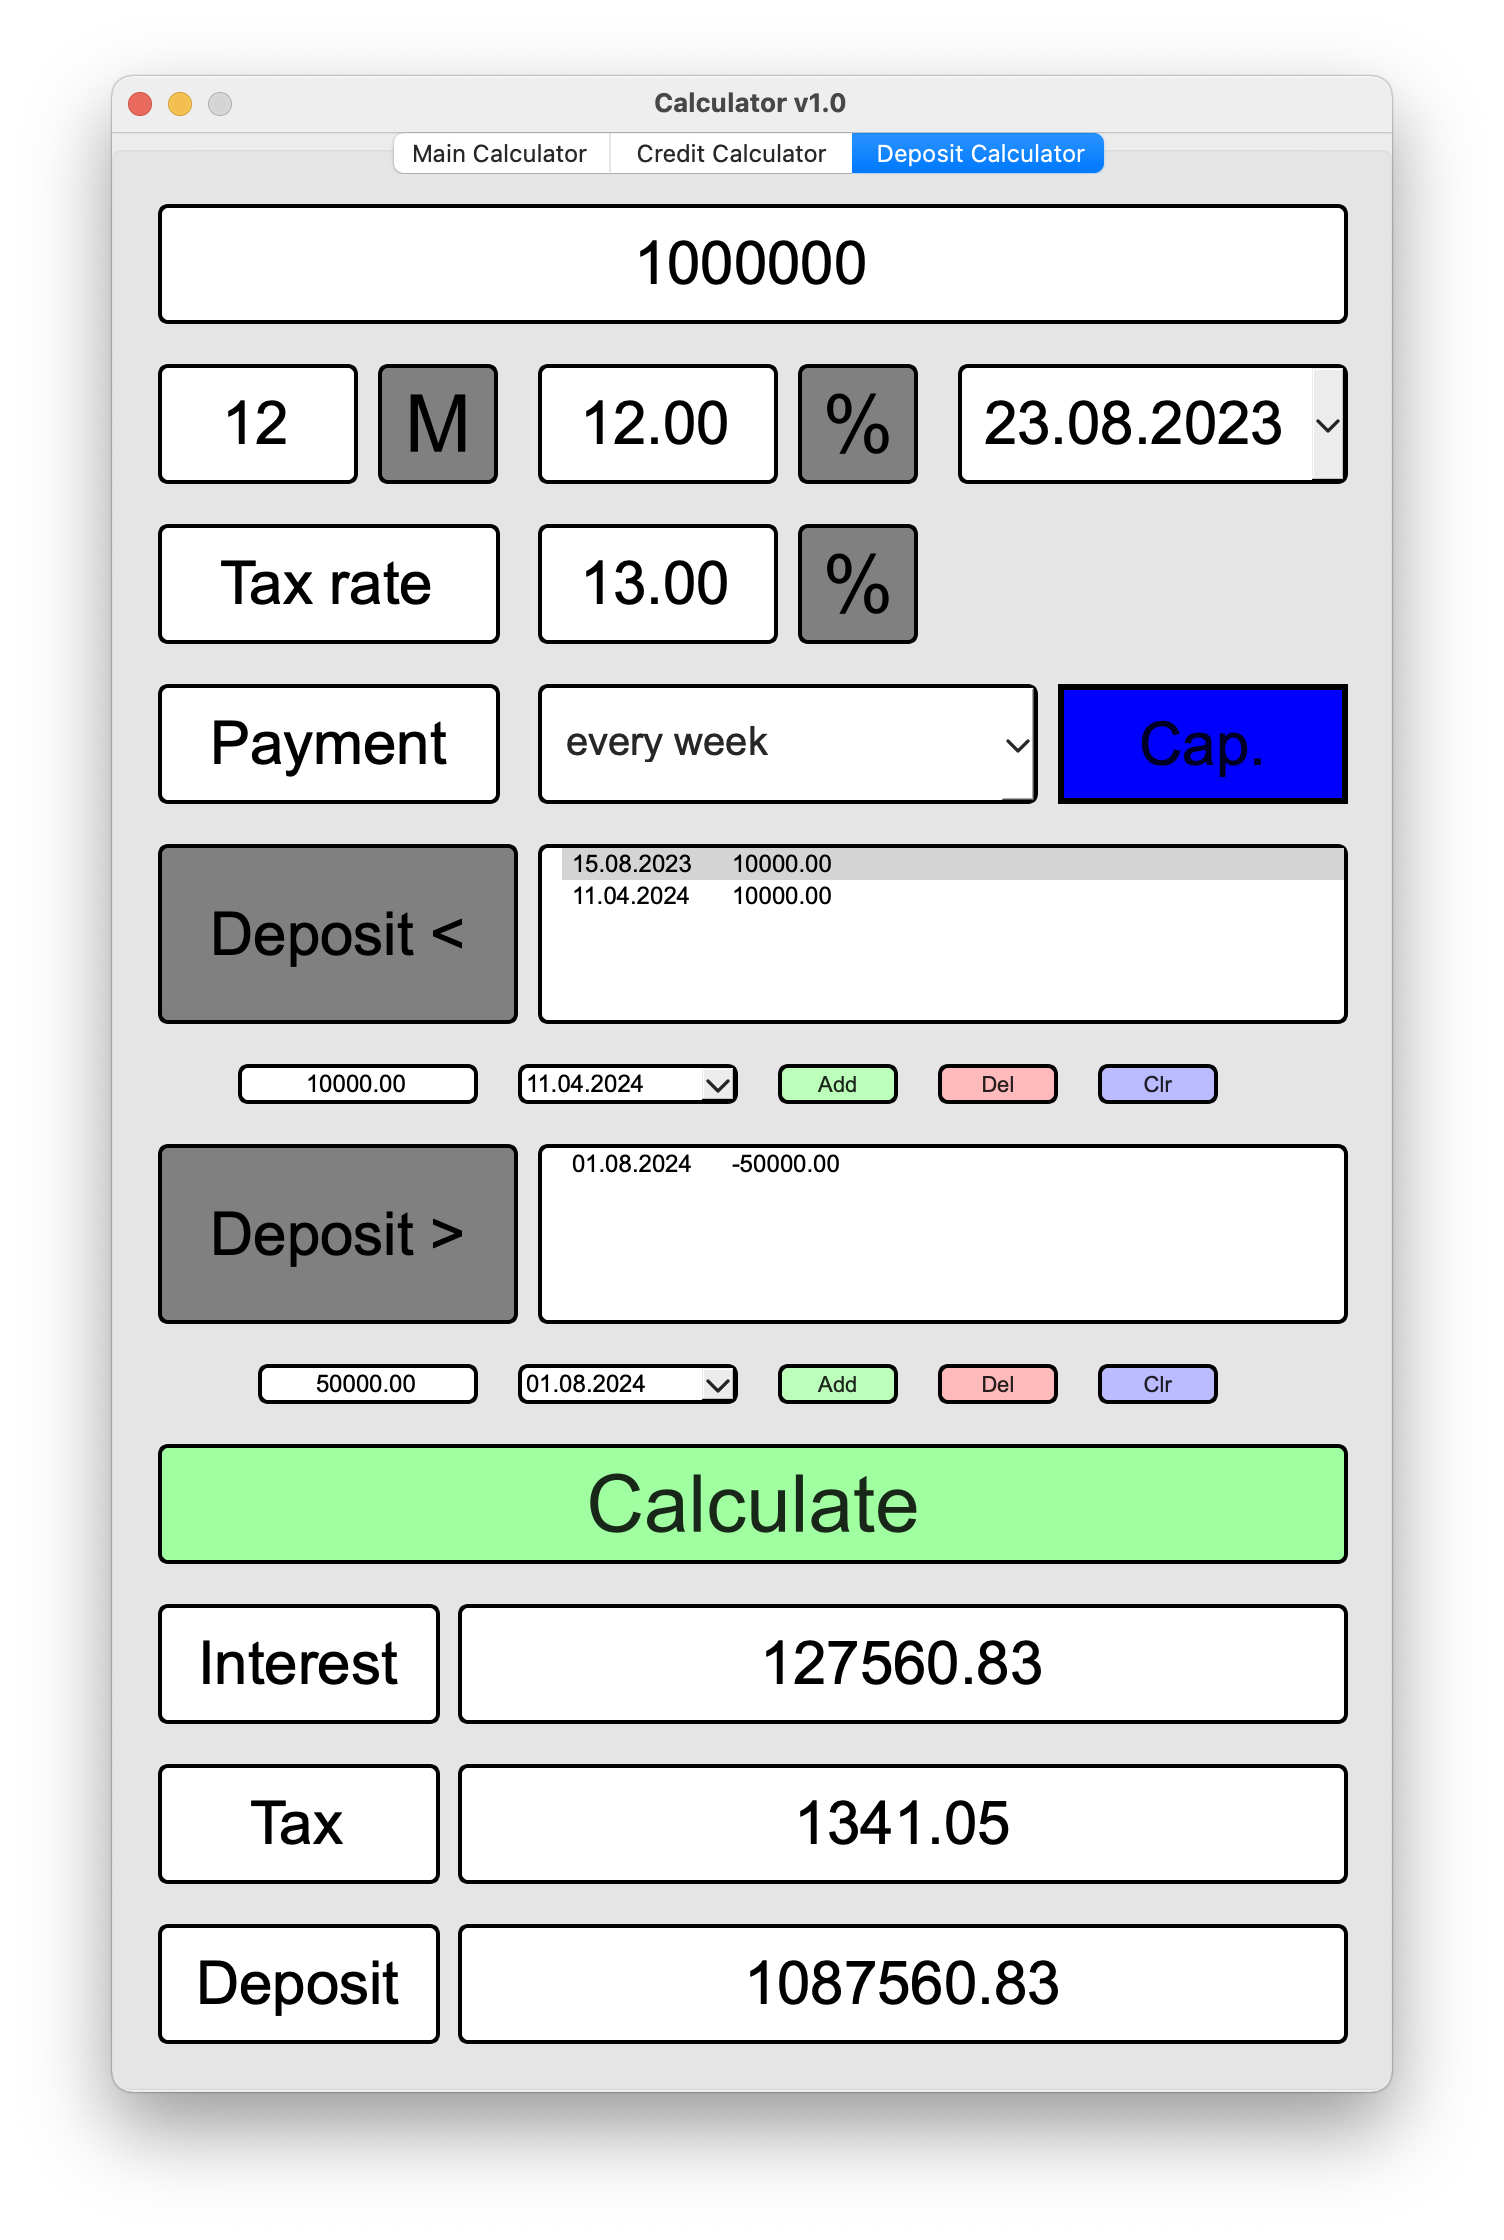 Calculator v1.0
Main Calculator Credit Calculator Deposit Calculator
1000000
12 M 12.00 % 23.08.2023
Tax rate 13.00 %
Payment every week Cap.
Deposit < 15.08.2023 10000.00
11.04.2024 10000.00
10000.00 11.04.2024 Add Del Clr
Deposit > 01.08.2024 -50000.00
50000.00 01.08.2024 Add Del Clr
Calculate
Interest 127560.83
Tax 1341.05
Deposit 1087560.83